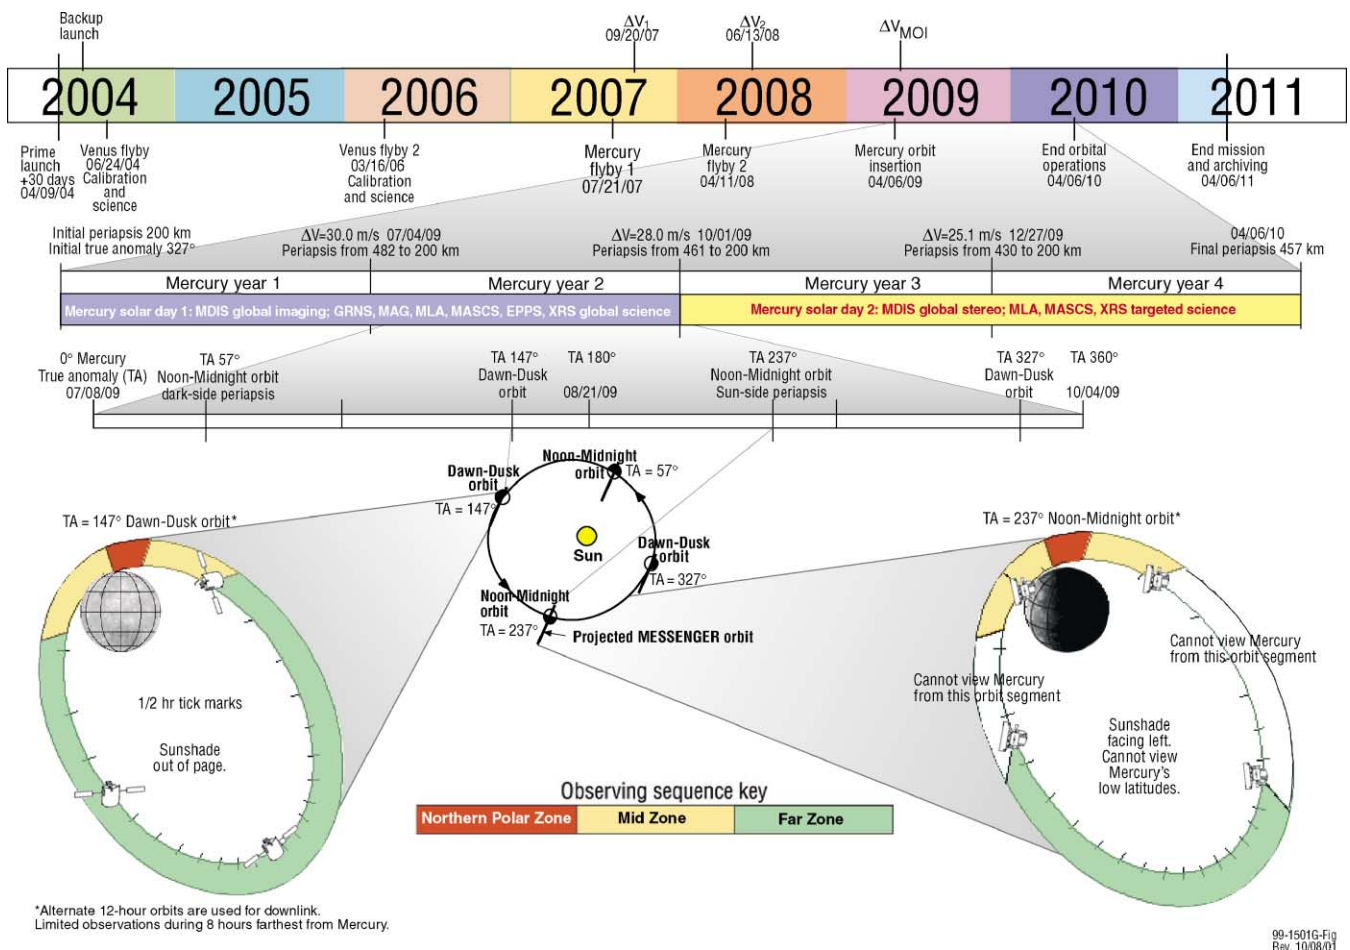 Backup
launch
ΔV1
09/20/07
ΔV2
06/13/08
ΔVMOI
2004
2005
2006
2007
2008
2009
2010
2011
Prime
launch
+30 days
04/09/04
Venus flyby
06/24/04
Calibration
and
science
Venus flyby 2
03/16/06
Calibration
and science
Mercury
flyby 1
07/21/07
Mercury
flyby 2
04/11/08
Mercury orbit
insertion
04/06/09
End orbital
operations
04/06/10
End mission
and archiving
04/06/11
Initial periapsis 200 km
Initial true anomaly 327°
ΔV=30.0 m/s 07/04/09
Periapsis from 482 to 200 km
ΔV=28.0 m/s 10/01/09
Periapsis from 461 to 200 km
ΔV=25.1 m/s 12/27/09
Periapsis from 430 to 200 km
04/06/10
Final periapsis 457 km
Mercury year 1
Mercury year 2
Mercury year 3
Mercury year 4
Mercury solar day 1: MDIS global imaging; GRNS, MAG, MLA, MASCS, EPPS, XRS global science
Mercury solar day 2: MDIS global stereo; MLA, MASCS, XRS targeted science
0° Mercury
True anomaly (TA)
07/08/09
TA 57°
Noon-Midnight orbit
dark-side periapsis
TA 147°
Dawn-Dusk
orbit
TA 180°
08/21/09
TA 237°
Noon-Midnight orbit
Sun-side periapsis
TA 327°
Dawn-Dusk
orbit
TA 360°
10/04/09
Noon-Midnight
orbit
TA = 57°
Dawn-Dusk
orbit
TA = 147°
Sun
Dawn-Dusk
orbit
TA = 327°
Noon-Midnight
orbit
TA = 237°
Projected MESSENGER orbit
TA = 147° Dawn-Dusk orbit*
1/2 hr tick marks
Sunshade
out of page.
TA = 237° Noon-Midnight orbit*
Cannot view Mercury
from this orbit segment
Cannot view Mercury
from this orbit segment
Sunshade
facing left.
Cannot view
Mercury's
low latitudes.
Observing sequence key
Northern Polar Zone
Mid Zone
Far Zone
*Alternate 12-hour orbits are used for downlink.
Limited observations during 8 hours farthest from Mercury.
99-1501G-Fig
Rev. 10/08/01